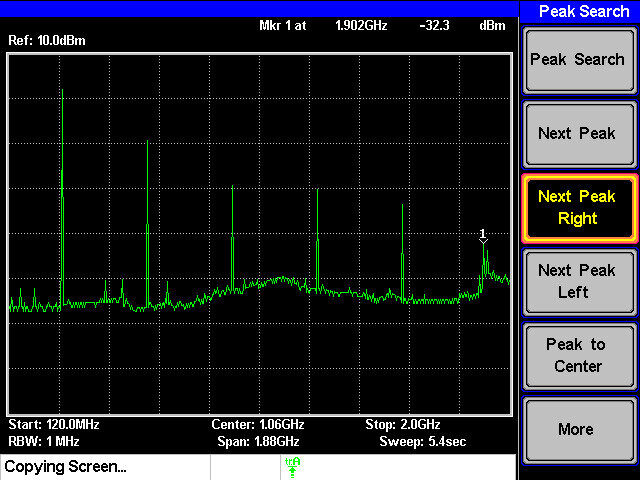 Peak Search
Mkr 1 at 1.902GHz -32.3 dBm
Ref: 10.0dBm
Peak Search
Next Peak
Next Peak
Right
1
Next Peak
Left
Peak to
Center
More
Start: 120.0MHz Center: 1.06GHz Stop: 2.0GHz
RBW: 1 MHz Span: 1.88GHz Sweep: 5.4sec
Copying Screen... trA